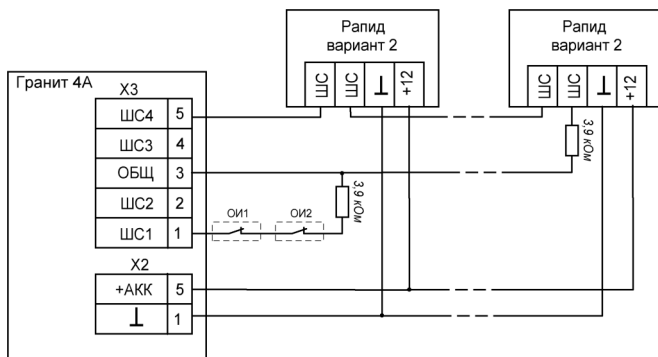 Рапид
вариант 2
ШС
ШС
⊥
+12
Рапид
вариант 2
ШС
ШС
⊥
+12
Гранит 4А
Х3
ШС4 5
ШС3 4
ОБЩ 3
ШС2 2
ШС1 1
3,9 кОм
3,9 кОм
ОИ1
ОИ2
Х2
+АКК 5
⊥ 1